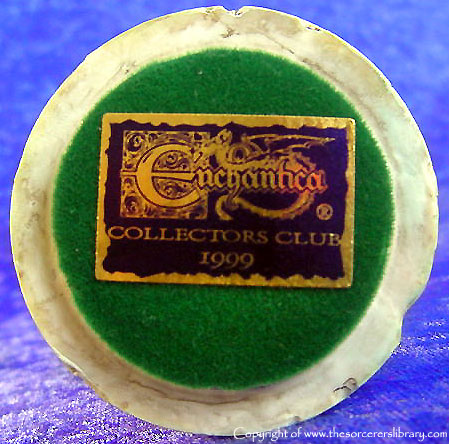 Enchantica
®
COLLECTORS CLUB
1999
Copyright of www.thesorcererslibrary.com